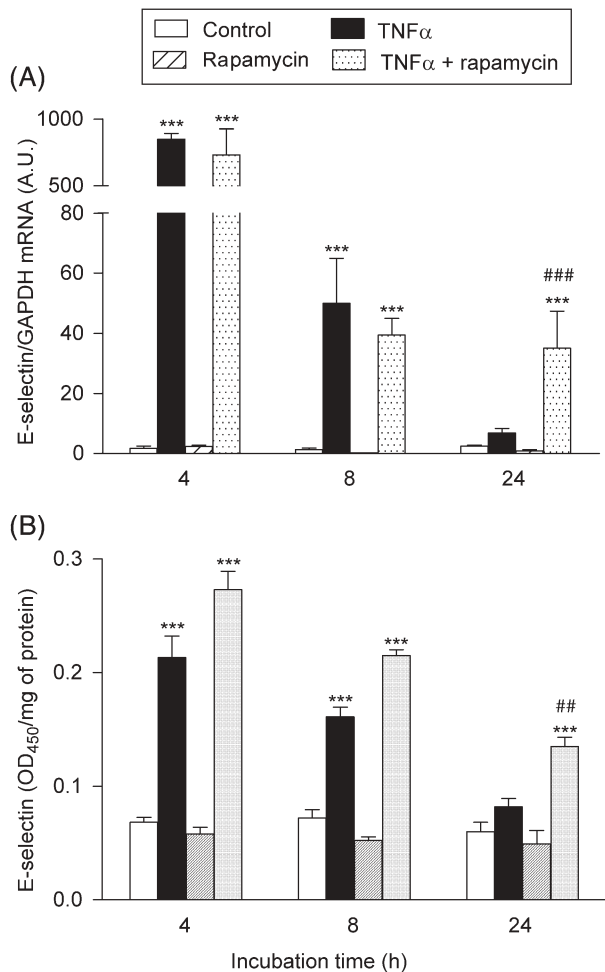 Control TNFα
Rapamycin TNFα + rapamycin
(A)
E-selectin/GAPDH mRNA (A.U.)
1000
500
80
60
40
20
0
***
***
***
***
###
***
4 8 24
(B)
E-selectin (OD450/mg of protein)
0.3
0.2
0.1
0.0
***
***
***
***
##
***
4 8 24
Incubation time (h)